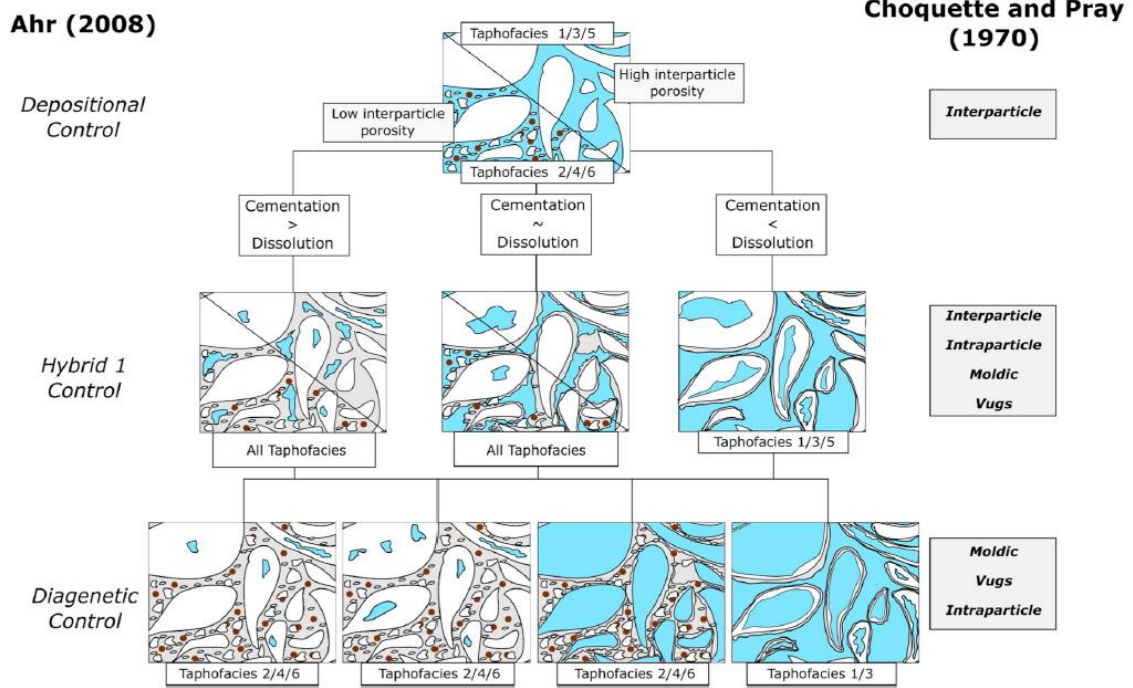 Ahr (2008)
Choquette and Pray
(1970)
Taphofacies 1/3/5
High interparticle
porosity
Depositional
Control
Low interparticle
porosity
Interparticle
Taphofacies 2/4/6
Cementation
>
Dissolution
Cementation
~
Dissolution
Cementation
<
Dissolution
Hybrid 1
Control
Interparticle
Intraparticle
Moldic
Vugs
All Taphofacies
All Taphofacies
Taphofacies 1/3/5
Diagenetic
Control
Moldic
Vugs
Intraparticle
Taphofacies 2/4/6
Taphofacies 2/4/6
Taphofacies 2/4/6
Taphofacies 1/3